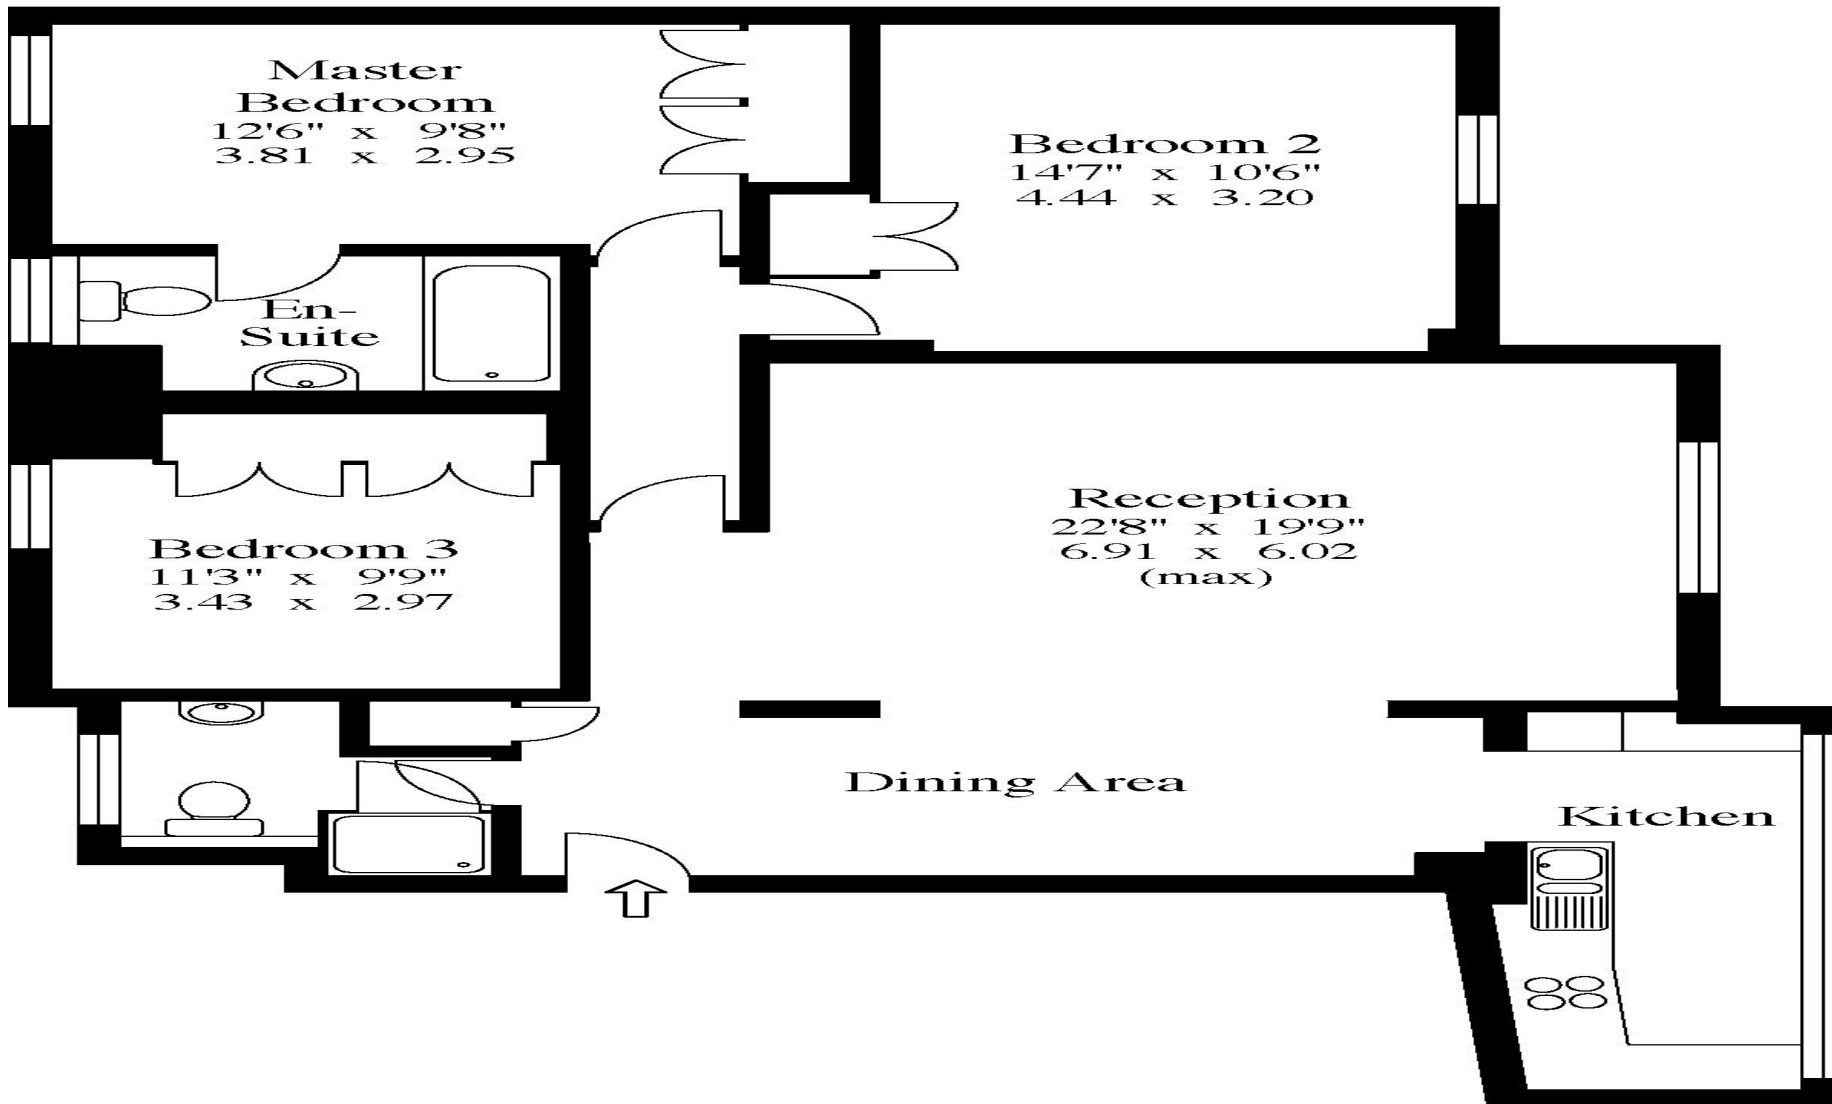 Master
Bedroom
12'6" x 9'8"
3.81 x 2.95
Bedroom 2
14'7" x 10'6"
4.44 x 3.20
En-
Suite
Reception
22'8" x 19'9"
6.91 x 6.02
(max)
Bedroom 3
11'3" x 9'9"
3.43 x 2.97
Dining Area
Kitchen